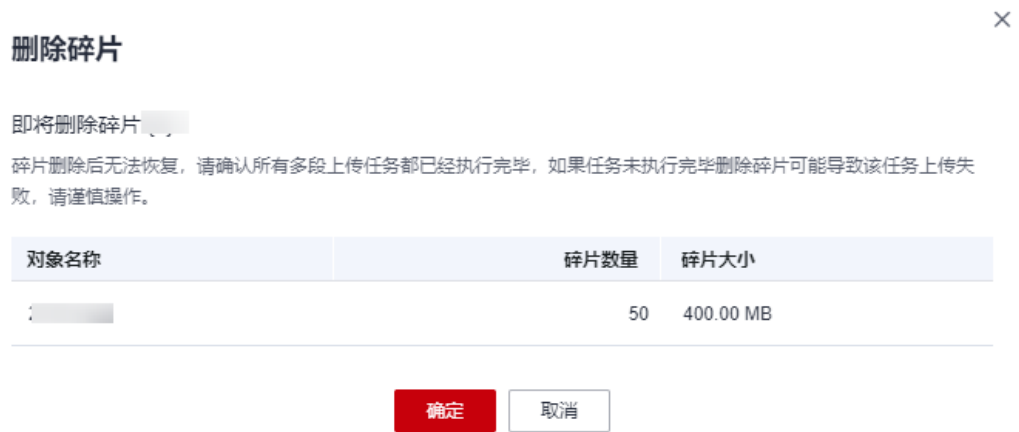 删除碎片
即将删除碎片
碎片删除后无法恢复，请确认所有多段上传任务都已经执行完毕，如果任务未执行完毕删除碎片可能导致该任务上传失
败，请谨慎操作。
对象名称 碎片数量 碎片大小
50 400.00 MB
确定 取消